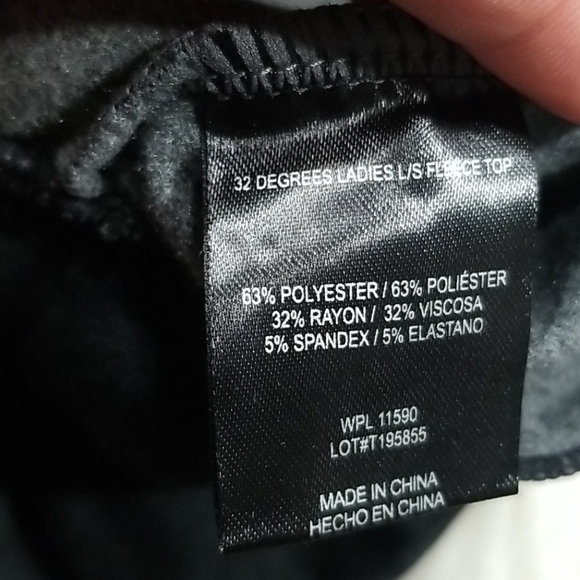 32 DEGREES LADIES L/S FLEECE TOP
63% POLYESTER / 63% POLIÉSTER
32% RAYON / 32% VISCOSA
5% SPANDEX / 5% ELASTANO
WPL 11590
LOT#T195855
MADE IN CHINA
HECHO EN CHINA